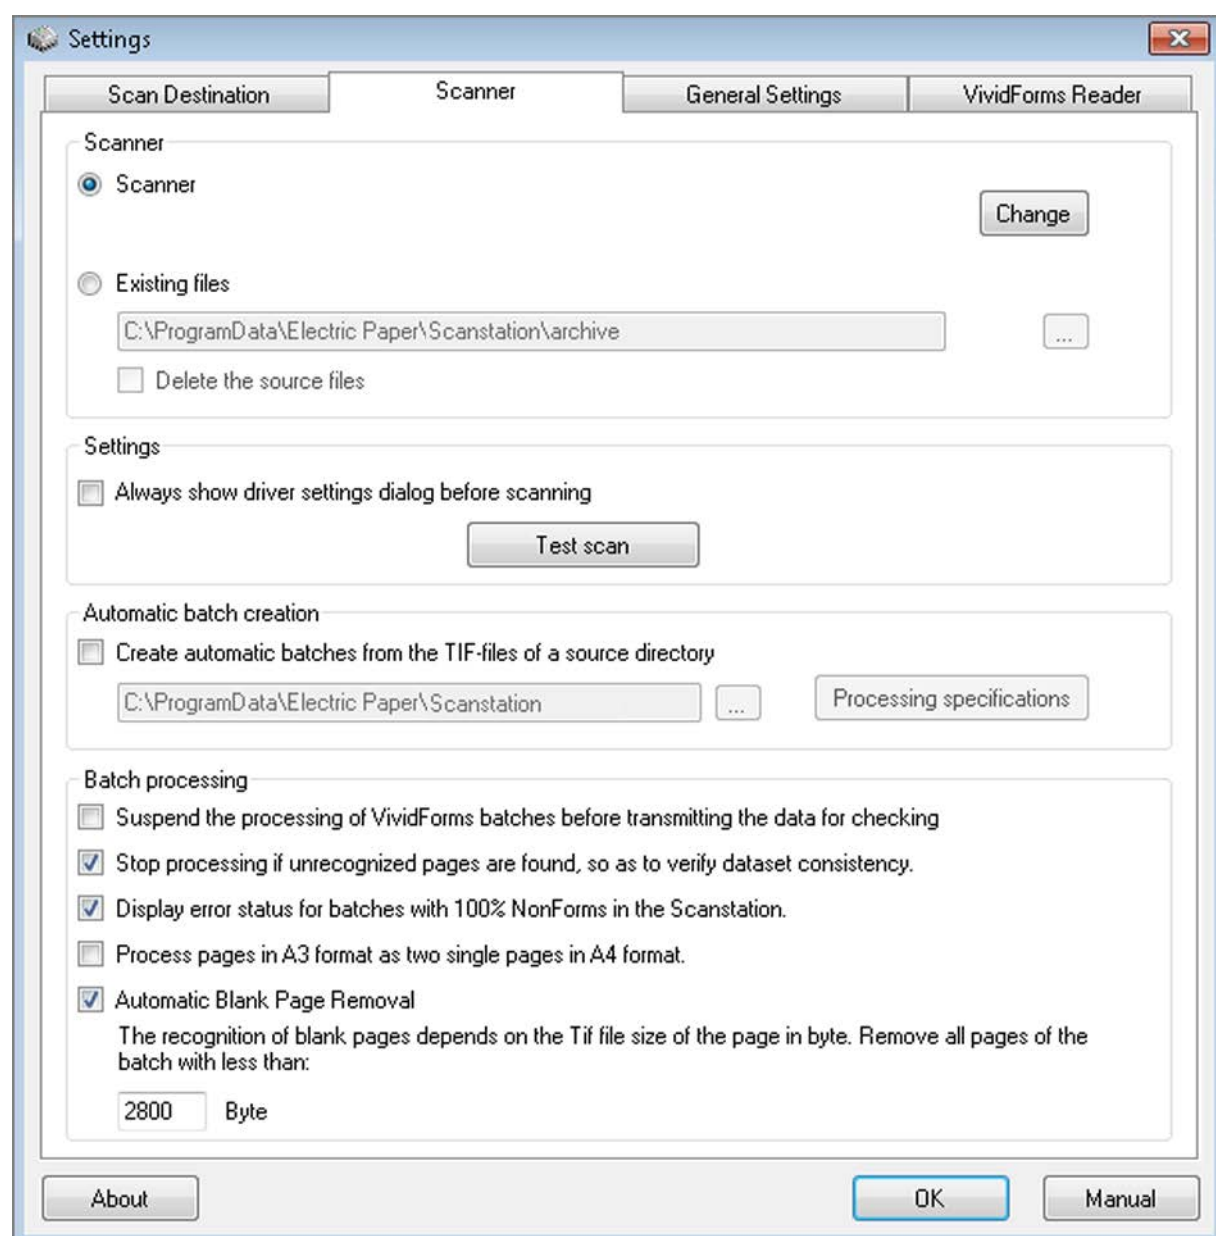 Settings
Scan Destination Scanner General Settings VividForms Reader
Scanner
Scanner
Change
Existing files
C:\ProgramData\Electric Paper\Scanstation\archive ...
Delete the source files
Settings
Always show driver settings dialog before scanning
Test scan
Automatic batch creation
Create automatic batches from the TIF-files of a source directory
C:\ProgramData\Electric Paper\Scanstation ... Processing specifications
Batch processing
Suspend the processing of VividForms batches before transmitting the data for checking
Stop processing if unrecognized pages are found, so as to verify dataset consistency.
Display error status for batches with 100% NonForms in the Scanstation.
Process pages in A3 format as two single pages in A4 format.
Automatic Blank Page Removal
The recognition of blank pages depends on the Tif file size of the page in byte. Remove all pages of the
batch with less than:
2800 Byte
About OK Manual